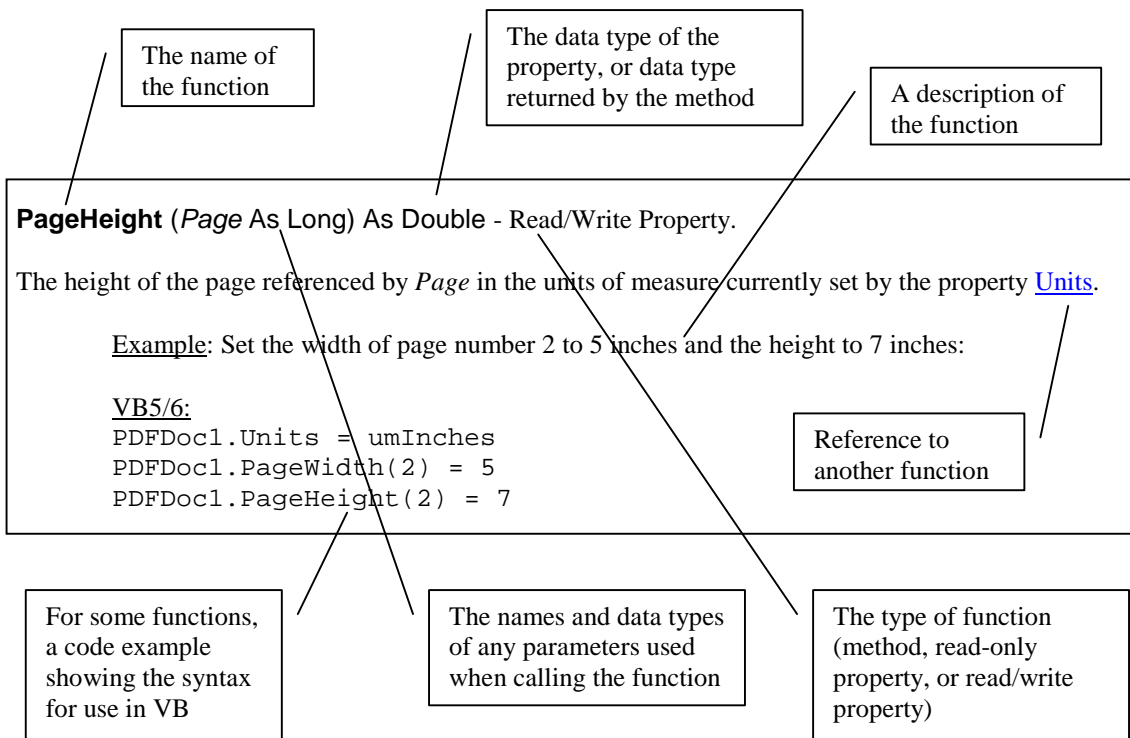 The name of
the function
The data type of the
property, or data type
returned by the method
A description of
the function
PageHeight (Page As Long) As Double - Read/Write Property.
The height of the page referenced by Page in the units of measure currently set by the property Units.
Example: Set the width of page number 2 to 5 inches and the height to 7 inches:
VB5/6:
PDFDoc1.Units = umInches
PDFDoc1.PageWidth(2) = 5
PDFDoc1.PageHeight(2) = 7
Reference to
another function
For some functions,
a code example
showing the syntax
for use in VB
The names and data types
of any parameters used
when calling the function
The type of function
(method, read-only
property, or read/write
property)